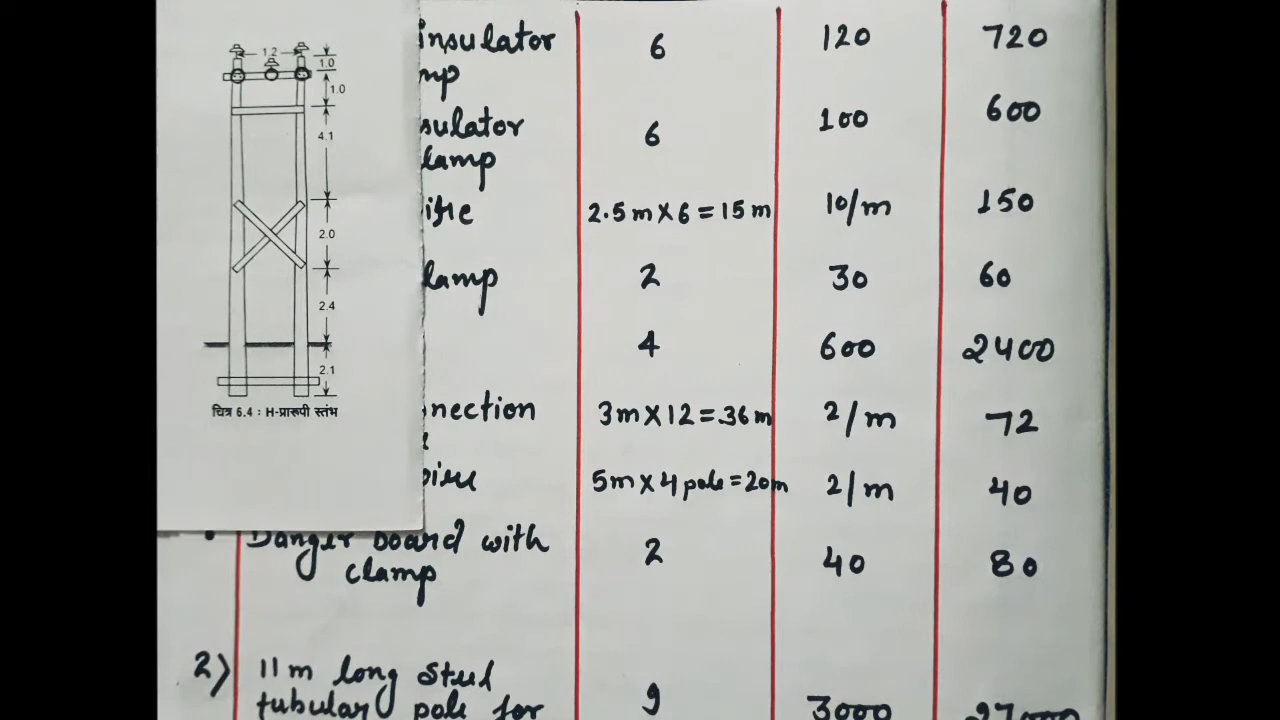 1.2
1.0
1.0
4.1
2.0
2.4
2.1
चित्र 6.4 : H-प्रारूपी स्तंभ
insulator 6 120 720
mp
sulator 6 100 600
lamp
ire 2.5m×6=15m 10/m 150
lamp 2 30 60
4 600 2400
nection 3m×12=36m 2/m 72
5m×4 pole=20m 2/m 40
Danger board with 2 40 80
clamp
2) 11m long steel
tubular pole for 9 3000 27000